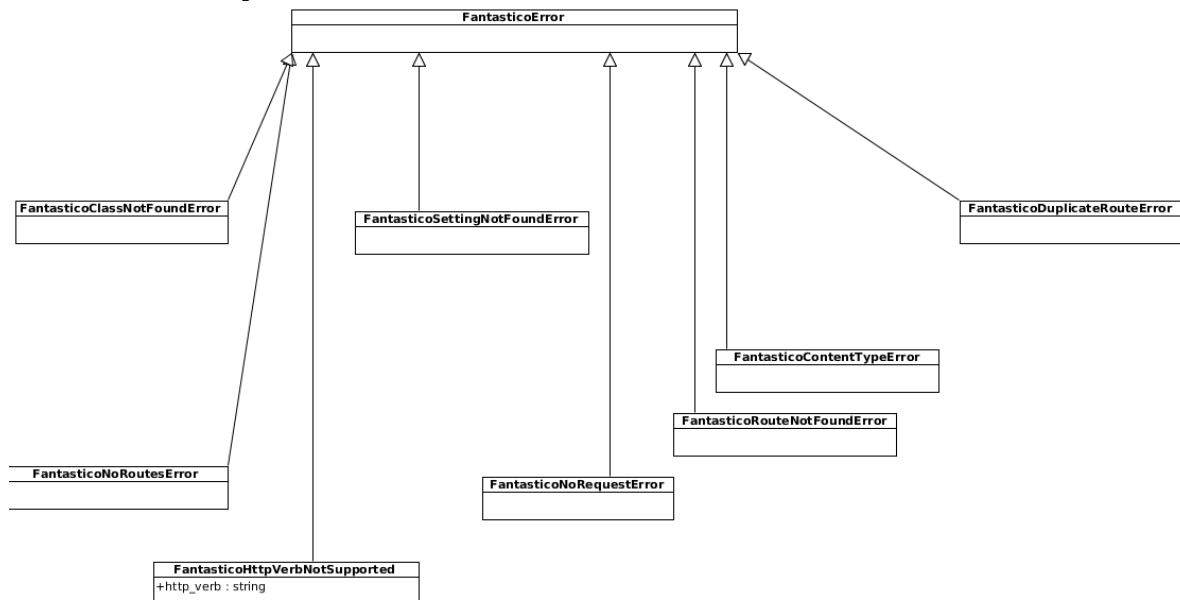 FantasticoError
FantasticoClassNotFoundError
FantasticoDuplicateRouteError
FantasticoSettingNotFoundError
FantasticoContentTypeError
FantasticoRouteNotFoundError
FantasticoNoRoutesError
FantasticoNoRequestError
FantasticoHttpVerbNotSupported
+http_verb : string